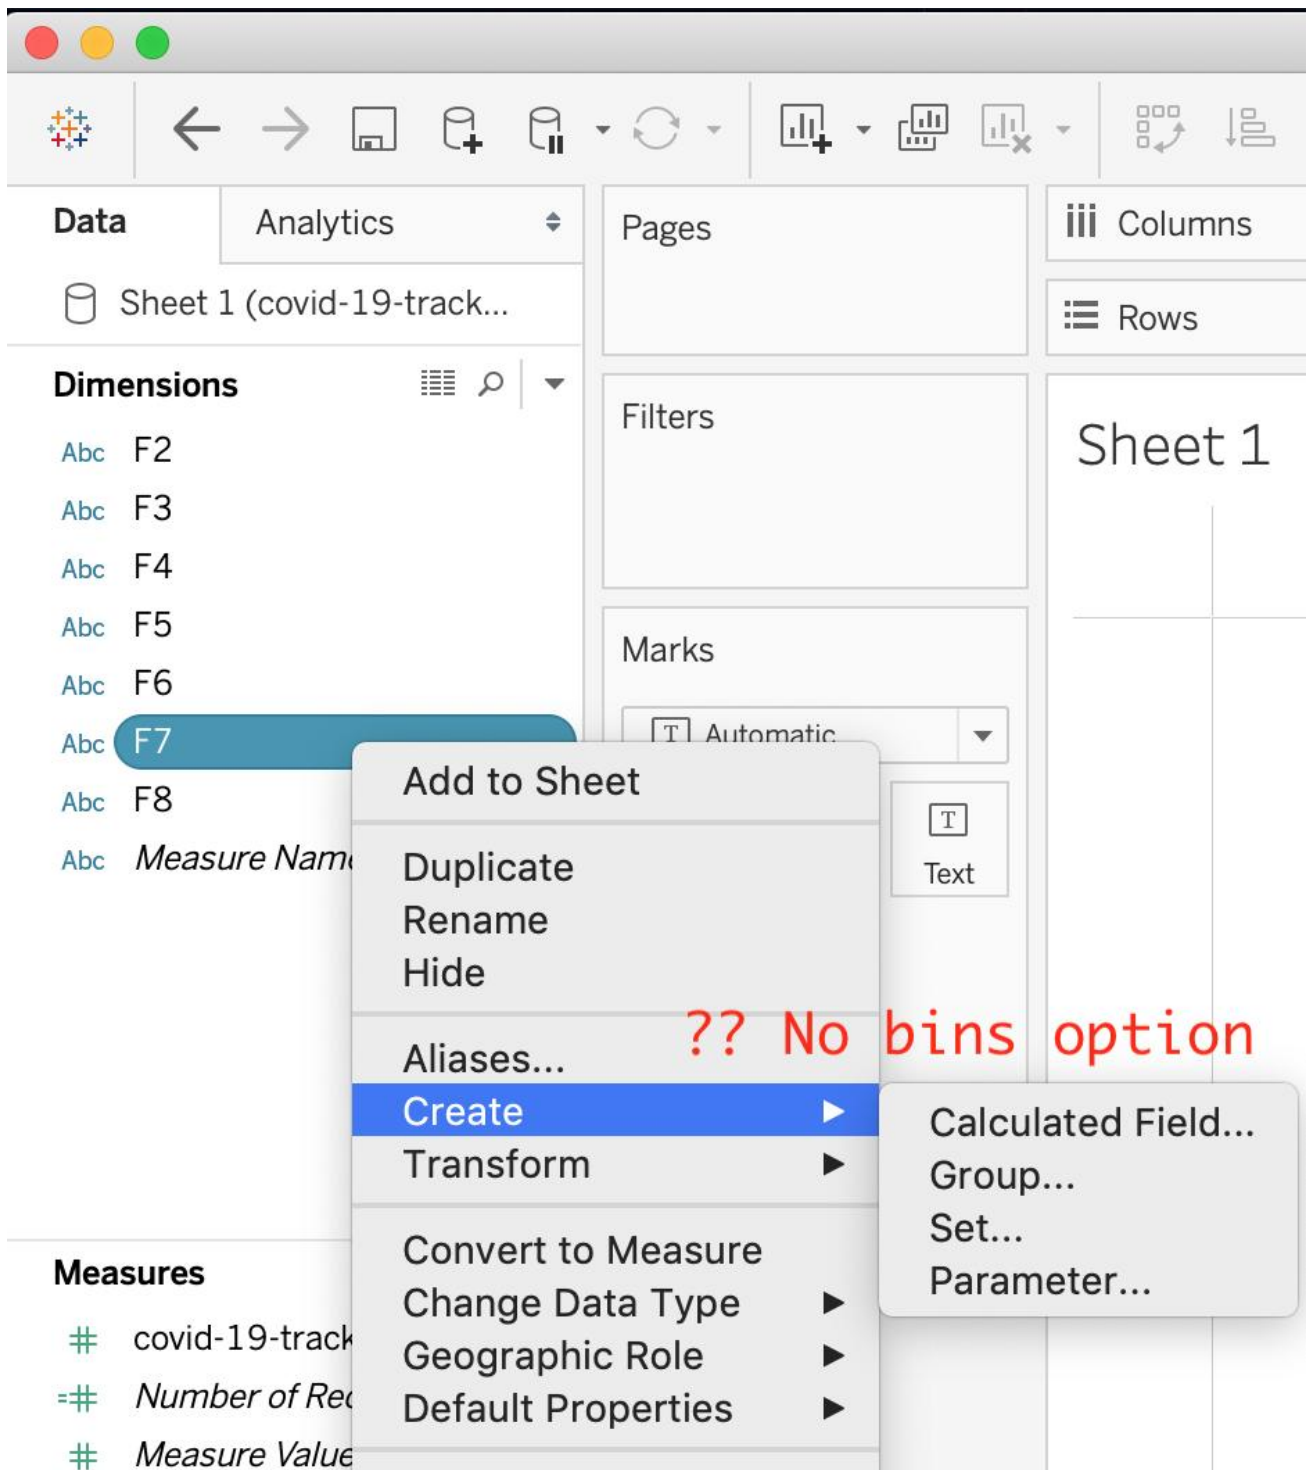 Data
Analytics
Pages
iii Columns
Sheet 1 (covid-19-track...
Rows
Dimensions
Filters
Sheet 1
Abc F2
Abc F3
Abc F4
Abc F5
Abc F6
Abc F7
Abc F8
Abc Measure Name
Marks
T Automatic
T
Text
Add to Sheet
Duplicate
Rename
Hide
?? No bins option
Aliases...
Create
Transform
Calculated Field...
Group...
Set...
Parameter...
Convert to Measure
Change Data Type
Geographic Role
Default Properties
Measures
# covid-19-track
=# Number of Rec
# Measure Value